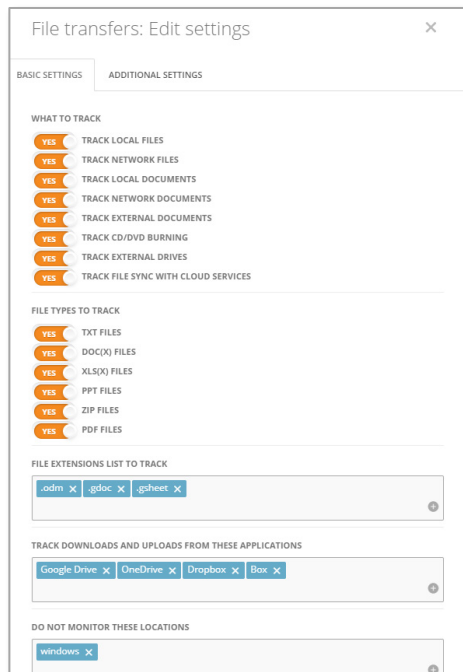 File transfers: Edit settings ×
BASIC SETTINGS ADDITIONAL SETTINGS
WHAT TO TRACK
YES TRACK LOCAL FILES
YES TRACK NETWORK FILES
YES TRACK LOCAL DOCUMENTS
YES TRACK NETWORK DOCUMENTS
YES TRACK EXTERNAL DOCUMENTS
YES TRACK CD/DVD BURNING
YES TRACK EXTERNAL DRIVES
YES TRACK FILE SYNC WITH CLOUD SERVICES
FILE TYPES TO TRACK
YES TXT FILES
YES DOC(X) FILES
YES XLS(X) FILES
YES PPT FILES
YES ZIP FILES
YES PDF FILES
FILE EXTENSIONS LIST TO TRACK
.odm × .gdoc × .gsheet ×
TRACK DOWNLOADS AND UPLOADS FROM THESE APPLICATIONS
Google Drive × OneDrive × Dropbox × Box ×
DO NOT MONITOR THESE LOCATIONS
windows ×